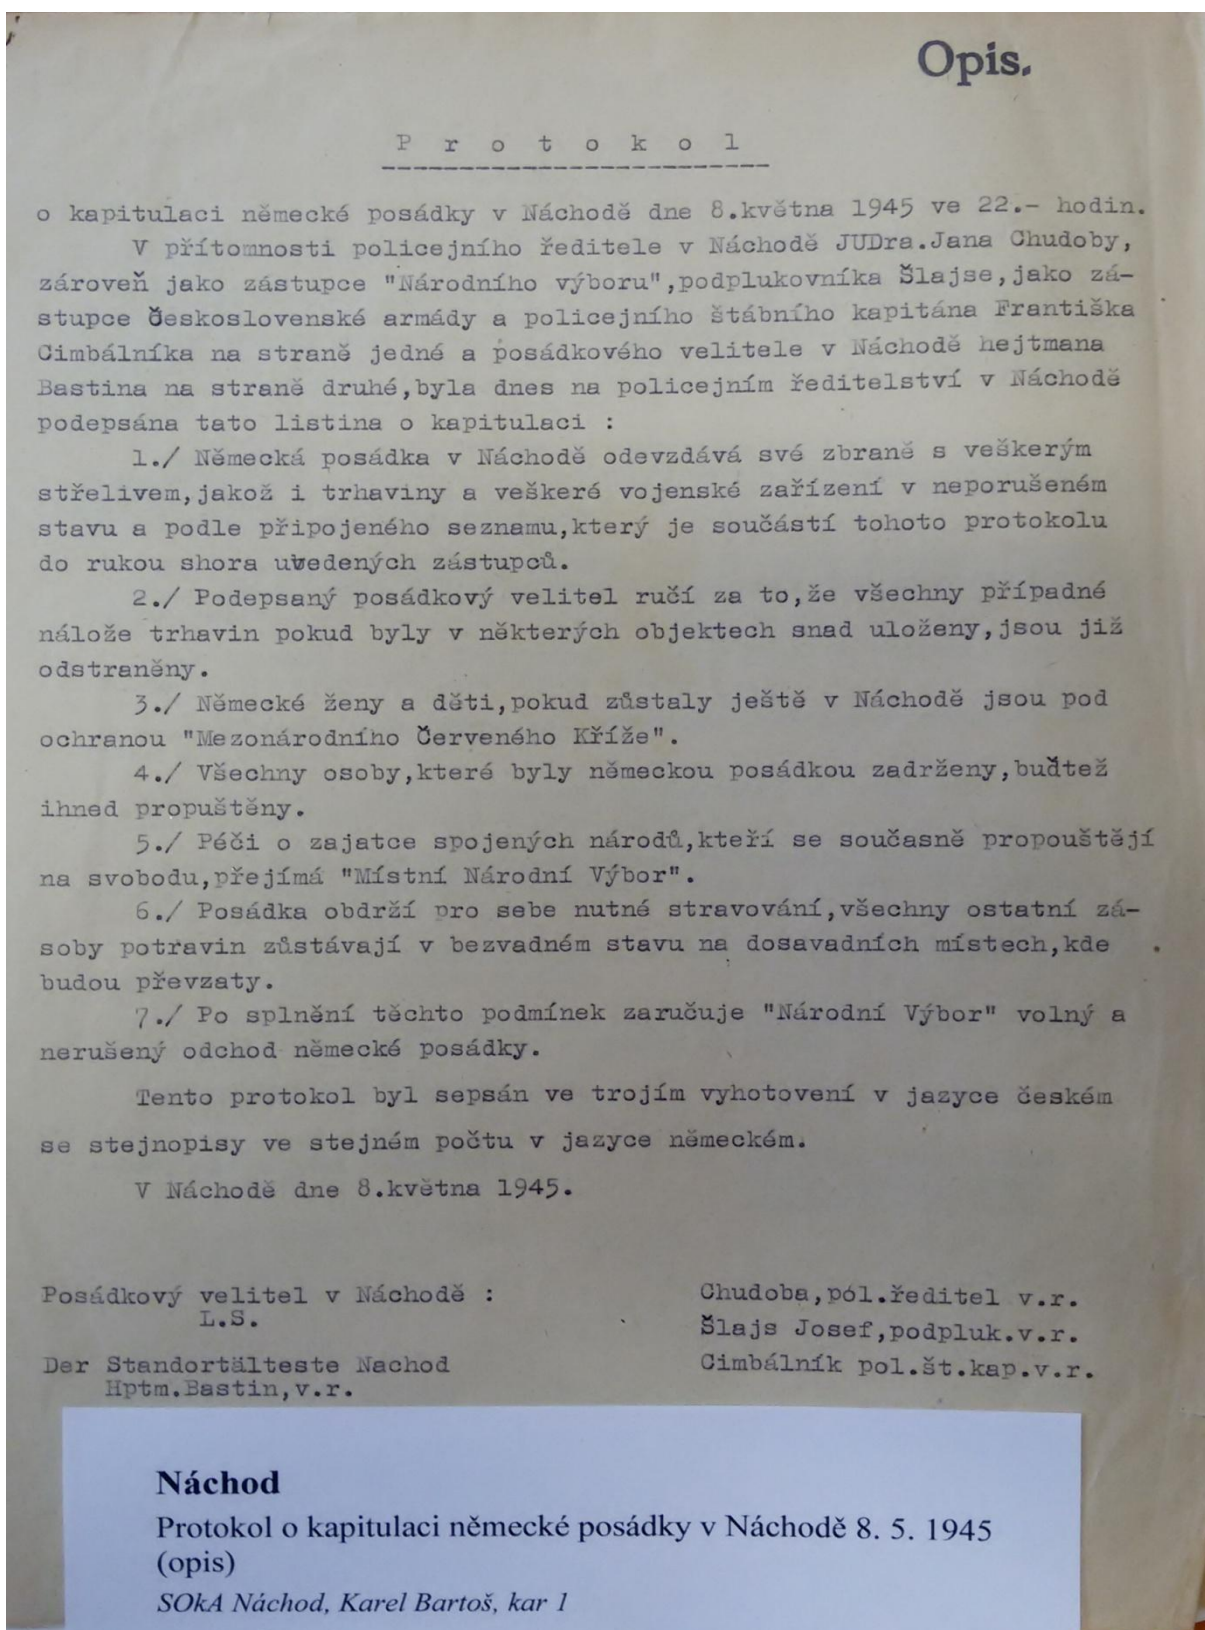 Opis.
P r o t o k o l
o kapitulaci německé posádky v Náchodě dne 8.května 1945 ve 22.- hodin.
V přítomnosti policejního ředitele v Náchodě JUDra.Jana Chudoby,
zároveň jako zástupce "Národního výboru",podplukovníka Šlajse,jako zá-
stupce Československé armády a policejního štábního kapitána Františka
Cimbálníka na straně jedné a posádkového velitele v Náchodě hejtmana
Bastina na straně druhé,byla dnes na policejním ředitelství v Náchodě
podepsána tato listina o kapitulaci :
1./ Německá posádka v Náchodě odevzdává své zbraně s veškerým
střelivem,jakož i trhaviny a veškeré vojenské zařízení v neporušeném
stavu a podle připojeného seznamu,který je součástí tohoto protokolu
do rukou shora uvedených zástupců.
2./ Podepsaný posádkový velitel ručí za to,že všechny případné
nálože trhavin pokud byly v některých objektech snad uloženy,jsou již
odstraněny.
3./ Německé ženy a děti,pokud zůstaly ještě v Náchodě jsou pod
ochranou "Mezonárodního Červeného Kříže".
4./ Všechny osoby,které byly německou posádkou zadrženy,buďtež
ihned propuštěny.
5./ Péči o zajatce spojených národů,kteří se současně propouštějí
na svobodu,přejímá "Místní Národní Výbor".
6./ Posádka obdrží pro sebe nutné stravování,všechny ostatní zá-
soby potravin zůstávají v bezvadném stavu na dosavadních místech,kde
budou převzaty.
7./ Po splnění těchto podmínek zaručuje "Národní Výbor" volný a
nerušený odchod německé posádky.
Tento protokol byl sepsán ve trojím vyhotovení v jazyce českém
se stejnopisy ve stejném počtu v jazyce německém.
V Náchodě dne 8.května 1945.
Posádkový velitel v Náchodě :
L.S.
Der Standortälteste Nachod
Hptm.Bastin,v.r.
Chudoba,pól.ředitel v.r.
Šlajs Josef,podpluk.v.r.
Cimbálník pol.št.kap.v.r.
Náchod
Protokol o kapitulaci německé posádky v Náchodě 8. 5. 1945
(opis)
SOkA Náchod, Karel Bartoš, kar 1